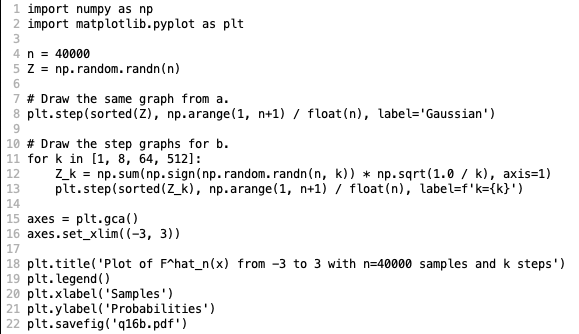 1 import numpy as np
2 import matplotlib.pyplot as plt
3
4 n = 40000
5 Z = np.random.randn(n)
6
7 # Draw the same graph from a.
8 plt.step(sorted(Z), np.arange(1, n+1) / float(n), label='Gaussian')
9
10 # Draw the step graphs for b.
11 for k in [1, 8, 64, 512]:
12     Z_k = np.sum(np.sign(np.random.randn(n, k)) * np.sqrt(1.0 / k), axis=1)
13     plt.step(sorted(Z_k), np.arange(1, n+1) / float(n), label=f'k={k}')
14
15 axes = plt.gca()
16 axes.set_xlim((-3, 3))
17
18 plt.title('Plot of F^hat_n(x) from -3 to 3 with n=40000 samples and k steps')
19 plt.legend()
20 plt.xlabel('Samples')
21 plt.ylabel('Probabilities')
22 plt.savefig('q16b.pdf')